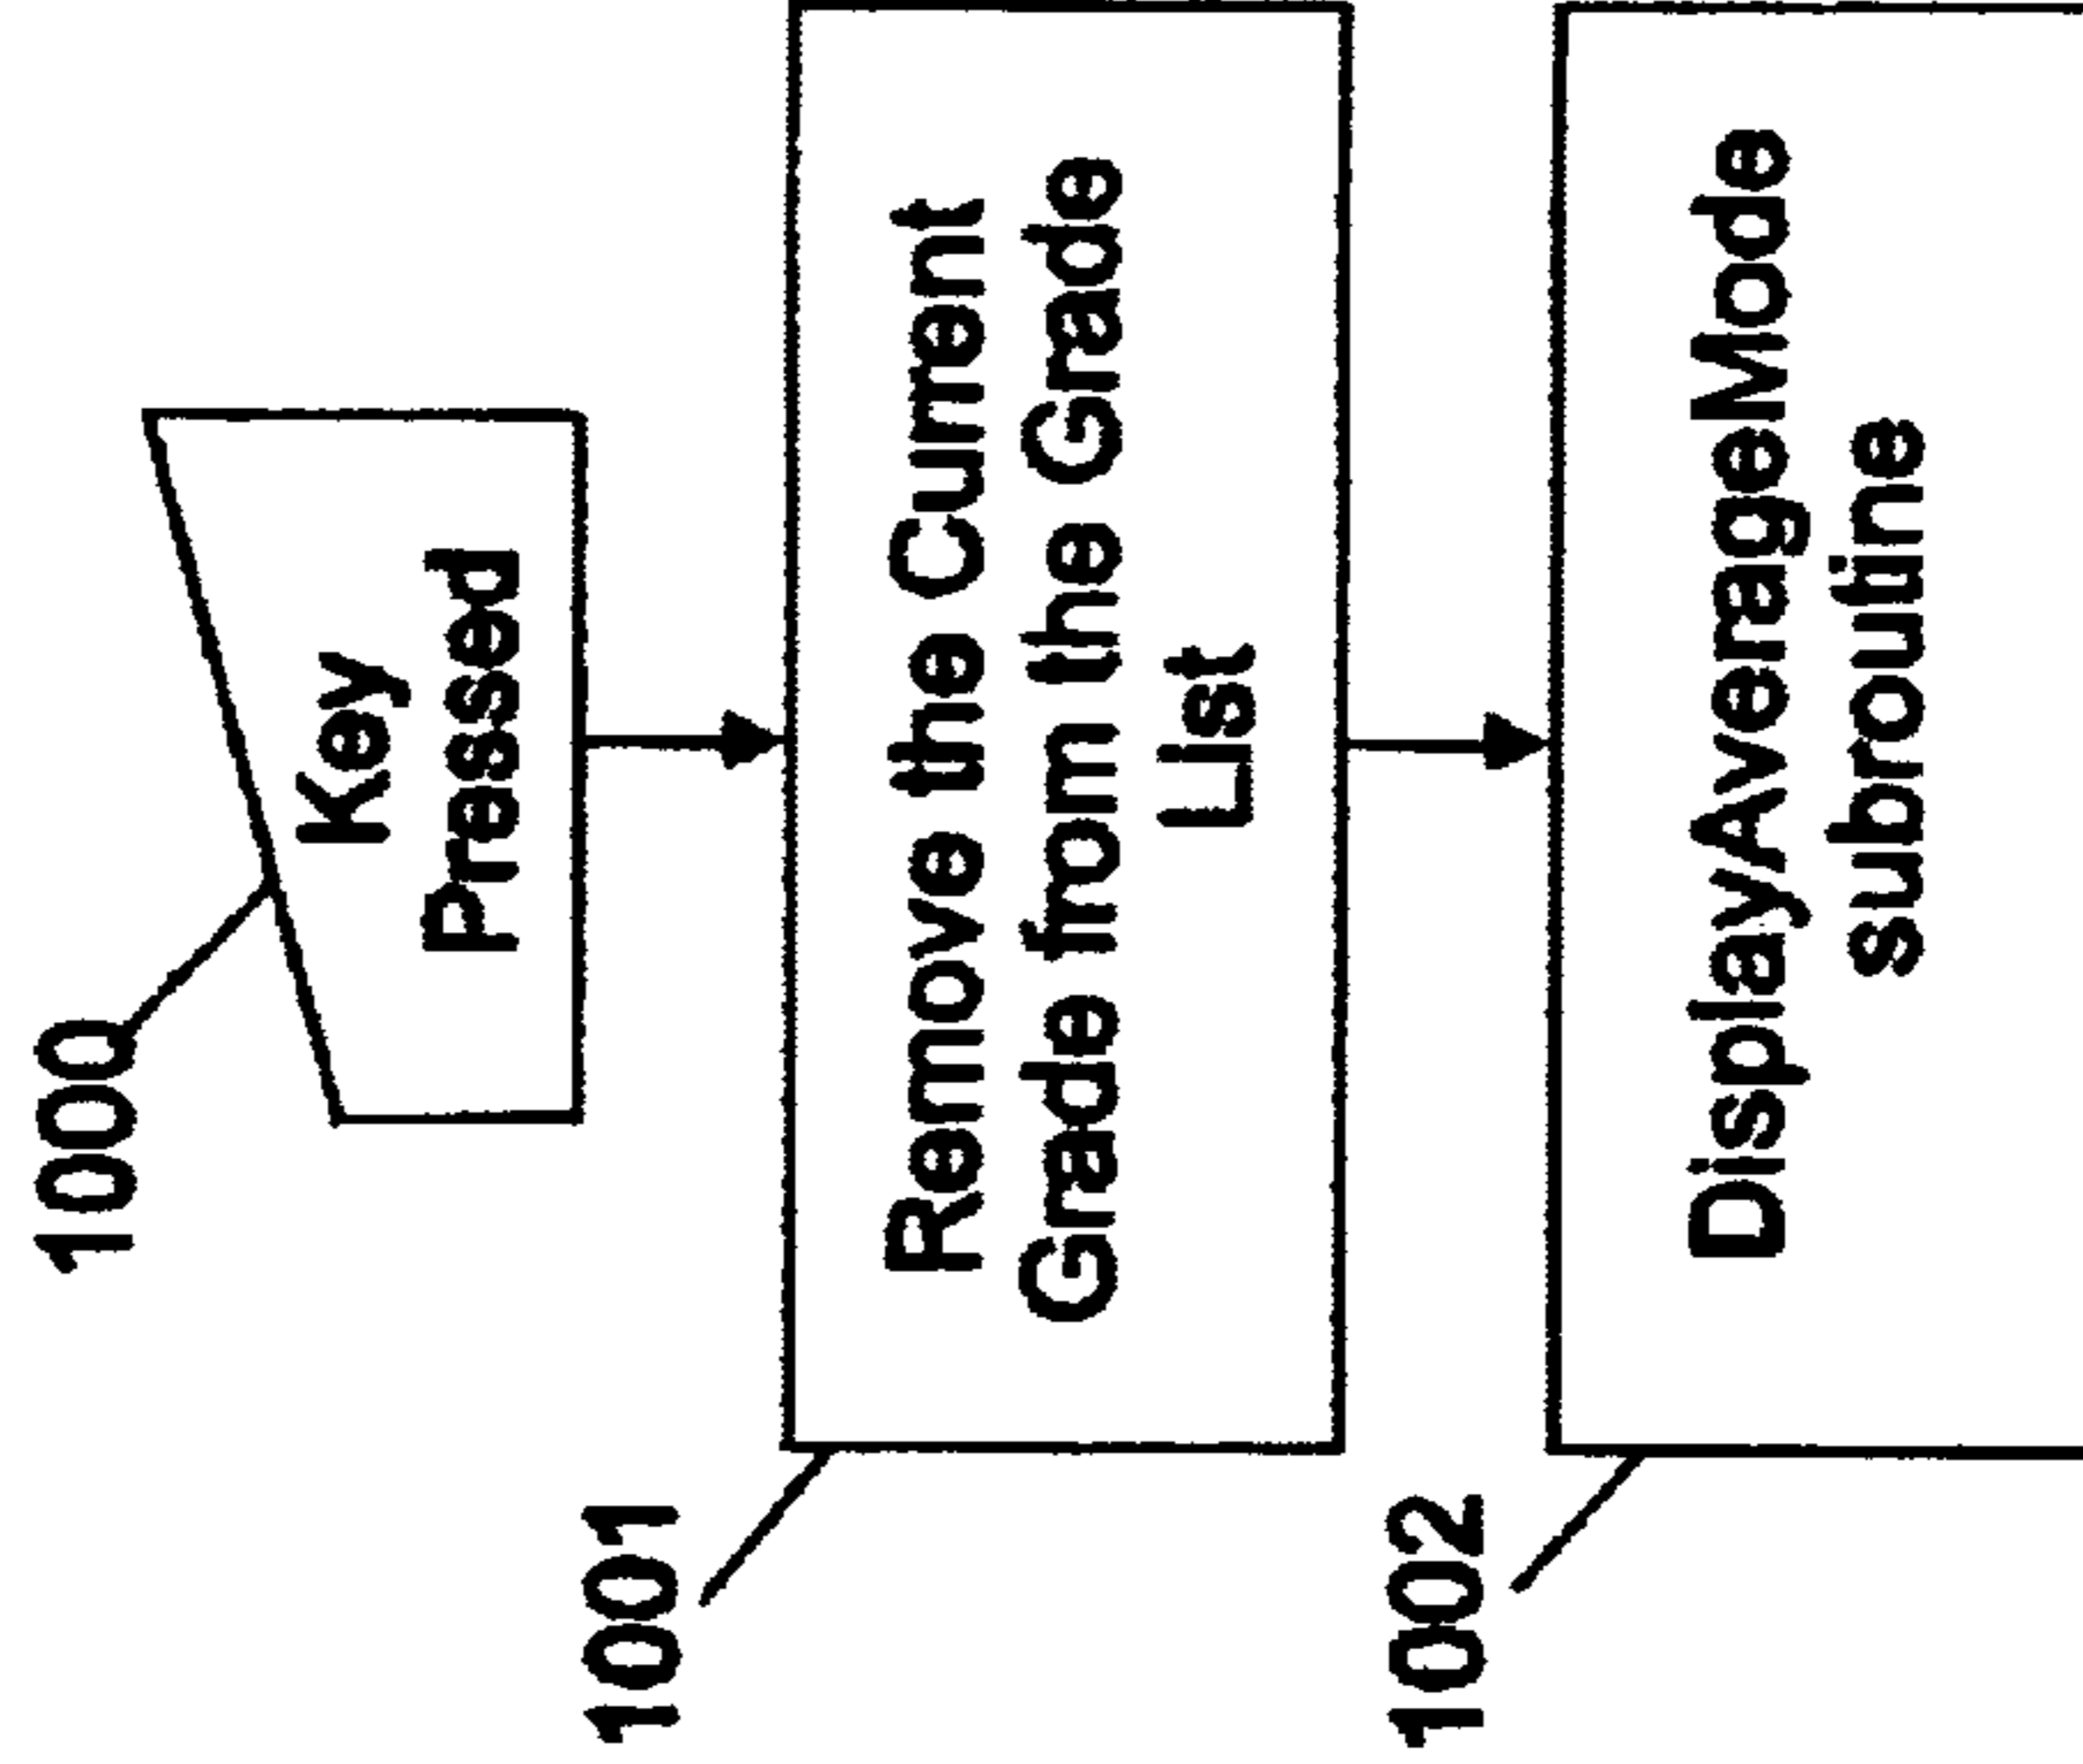 1000
Key
Pressed
1001
Remove the Current
Grade from the Grade
List
1002
DisplayAverageMode
subroutine